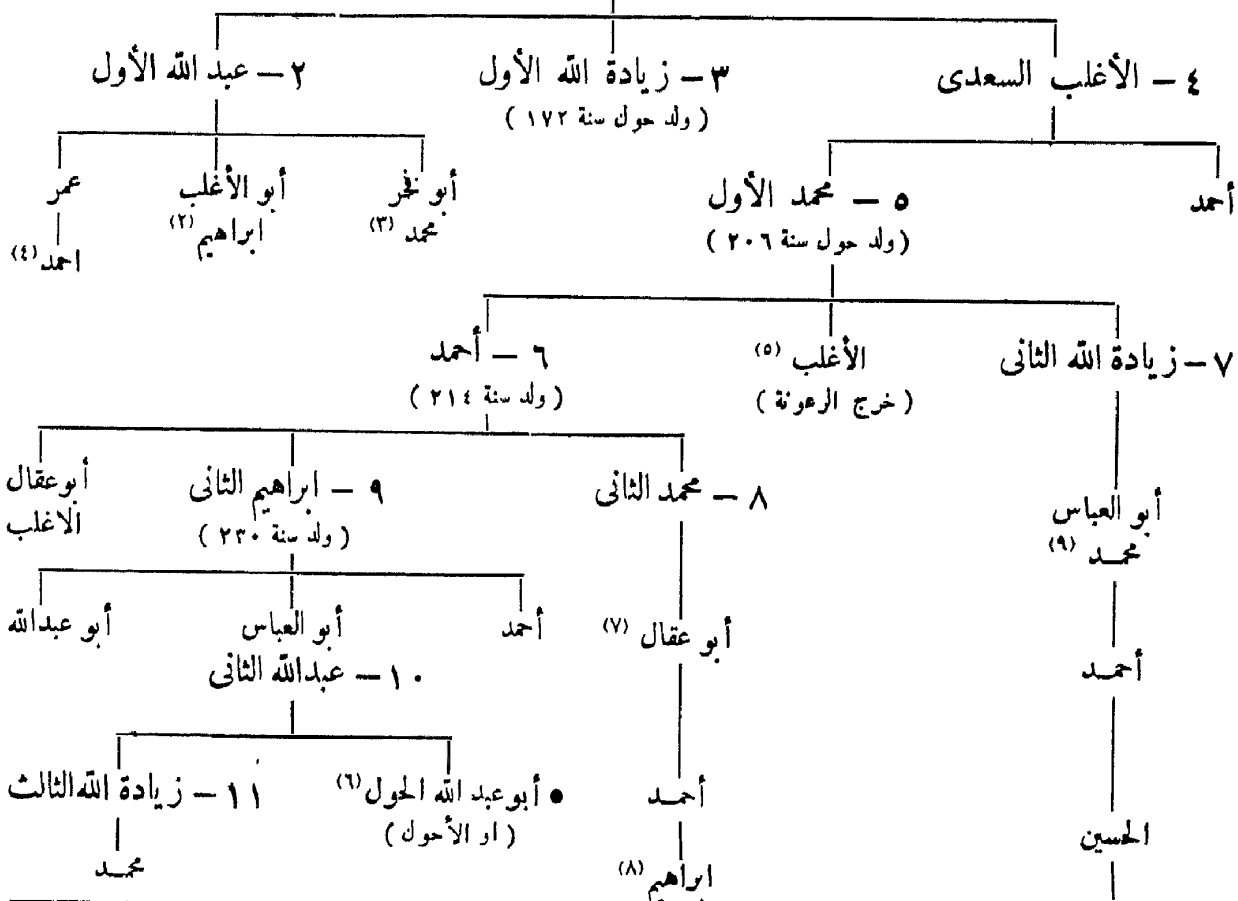 ٤ – الأغلب السعدى
٣ – زيادة الله الأول
٢ – عبد الله الأول
( ولد حول سنة ١٧٢ )
أحمد
٥ – محمد الأول
أبو فخر
أبو الأغلب
عمر
( ولد حول سنة ٢٠٦ )
محمد (٣)
ابراهيم (٢)
احمد (٤)
٧ – زيادة الله الثانى
الأغلب (٥)
٦ – أحمد
( خرج الرعونة )
( ولد سنة ٢١٤ )
٨ – محمد الثانى
٩ – ابراهيم الثانى
أبو عقال
الاغلب
أبو العباس
محمد (٩)
( ولد سنة ٢٣٠ )
أبو عقال (٧)
أحمد
أبو العباس
أبو عبدالله
١٠ – عبدالله الثانى
أحمد
أحمد
• أبو عبد الله الحول (٦)
١١ – زيادة الله الثالث
( او الأحول )
الحسين
ابراهيم (٨)
محمد